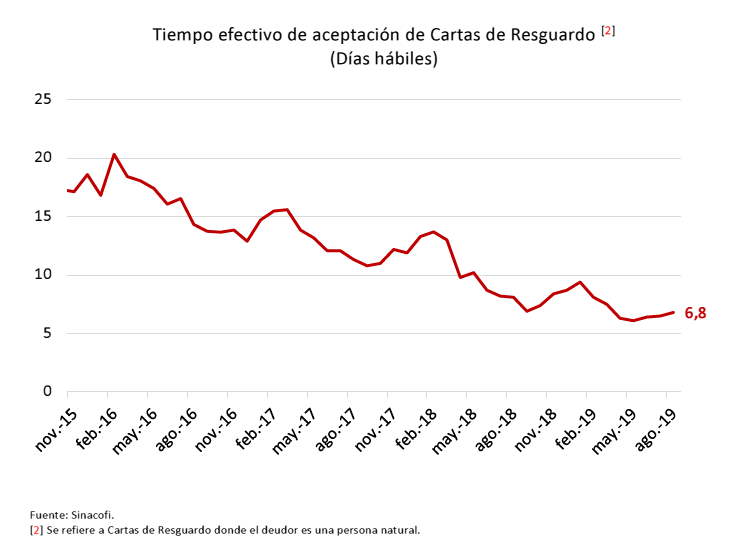 Tiempo efectivo de aceptación de Cartas de Resguardo [2]
(Días hábiles)
25
20
15
10
5
0
6,8
nov.-15
feb.-16
may.-16
ago.-16
nov.-16
feb.-17
may.-17
ago.-17
nov.-17
feb.-18
may.-18
ago.-18
nov.-18
feb.-19
may.-19
ago.-19
Fuente: Sinacofi.
[2] Se refiere a Cartas de Resguardo donde el deudor es una persona natural.